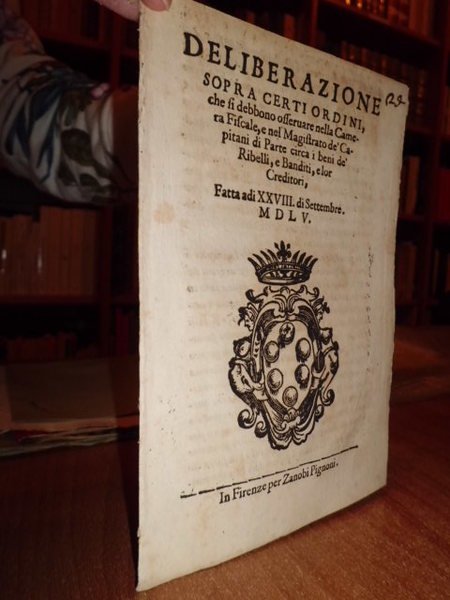 DELIBERAZIONE
SOPRA CERTI ORDINI,
che si debbono osseruare nella Came-
ra Fiscale, e nel Magistrato de' Ca-
pitani di Parte circa i beni de'
Ribelli, e Banditi, e lor
Creditori,
Fatta adi XXVIII. di Settembre.
MDLV.
In Firenze per Zanobi Pignoni.